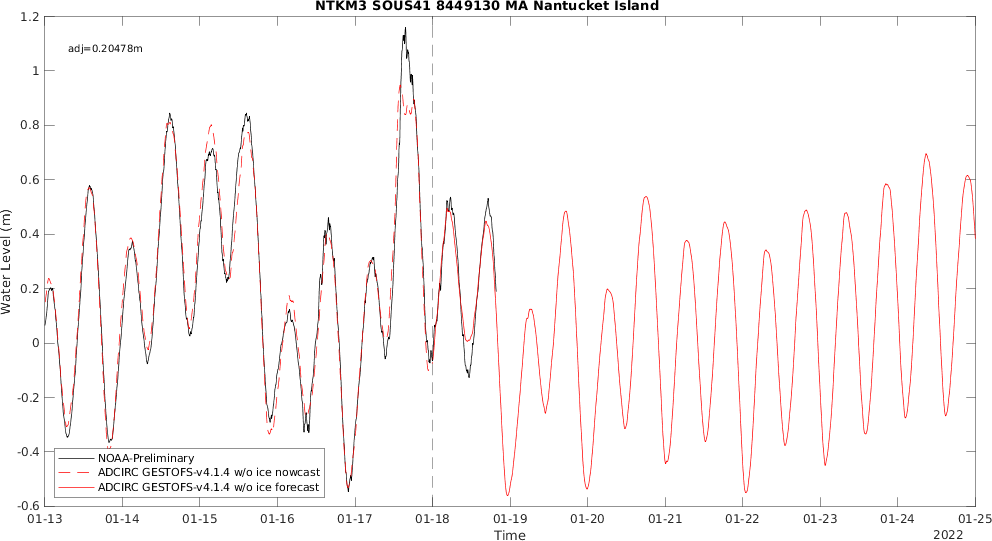 NTKM3 SOUS41 8449130 MA Nantucket Island
adj=0.20478m
1.2
1
0.8
0.6
0.4
0.2
0
-0.2
-0.4
-0.6
Water Level (m)
NOAA-Preliminary
ADCIRC GESTOFS-v4.1.4 w/o ice nowcast
ADCIRC GESTOFS-v4.1.4 w/o ice forecast
01-13 01-14 01-15 01-16 01-17 01-18 01-19 01-20 01-21 01-22 01-23 01-24 01-25
Time
2022